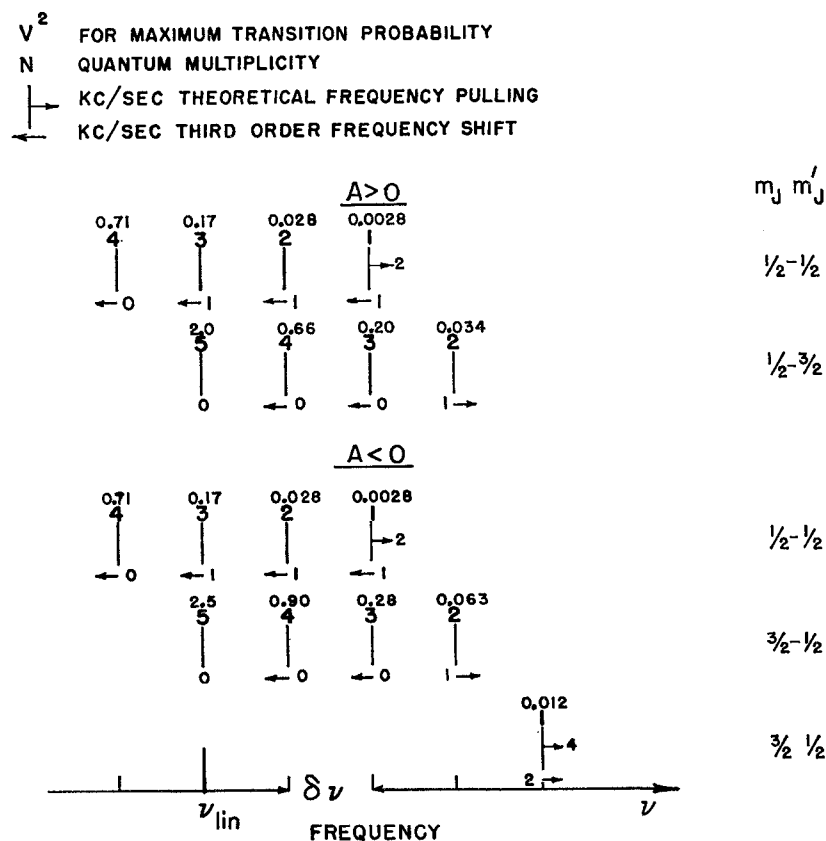 V² FOR MAXIMUM TRANSITION PROBABILITY
N QUANTUM MULTIPLICITY
KC/SEC THEORETICAL FREQUENCY PULLING
KC/SEC THIRD ORDER FREQUENCY SHIFT
A>0 m_J m'_J
0.71 0.17 0.028 0.0028
4 3 2 1 ½-½
2
0 1 1 1
2.0 0.66 0.20 0.034
5 4 3 2 ½-3/2
0 0 0 1
A<0
0.71 0.17 0.028 0.0028
4 3 2 1 ½-½
2
0 1 1 1
2.5 0.90 0.28 0.063
5 4 3 2 3/2-½
0 0 0 1
0.012
1
4 3/2 ½
2
ν_lin δν ν
FREQUENCY